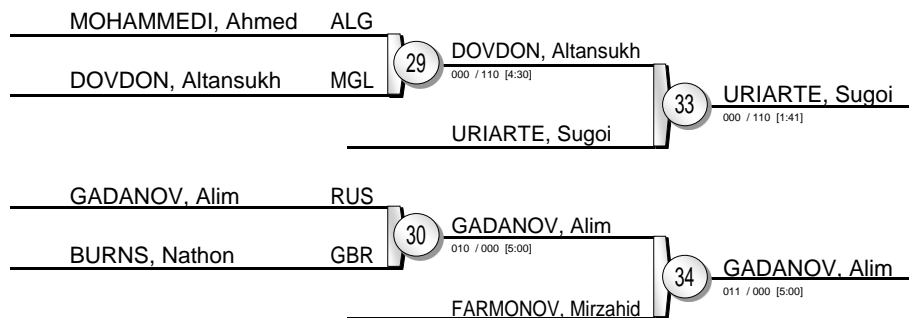 MOHAMMEDI, Ahmed ALG
29
DOVDON, Altansukh
000 / 110 [4:30]
DOVDON, Altansukh MGL
33
URIARTE, Sugoi
000 / 110 [1:41]
URIARTE, Sugoi
GADANOV, Alim RUS
30
GADANOV, Alim
010 / 000 [5:00]
BURNS, Nathon GBR
34
GADANOV, Alim
011 / 000 [5:00]
FARMONOV, Mirzahid